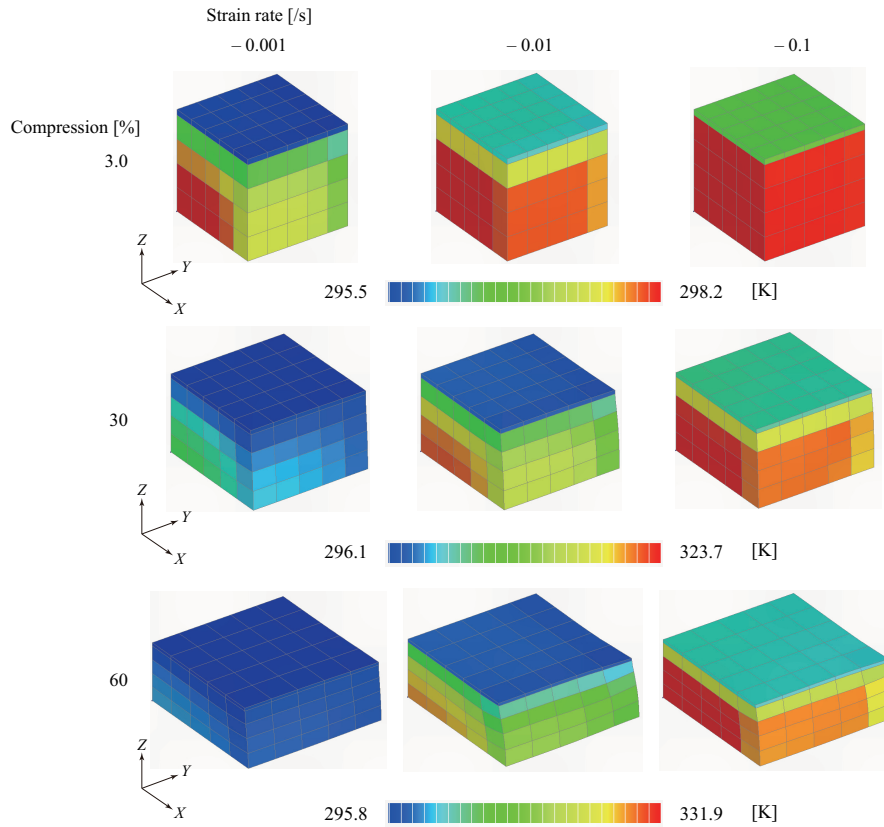 Strain rate [/s]
– 0.001 – 0.01 – 0.1
Compression [%]
3.0
Z
Y
X
295.5 298.2 [K]
30
Z
Y
X
296.1 323.7 [K]
60
Z
Y
X
295.8 331.9 [K]